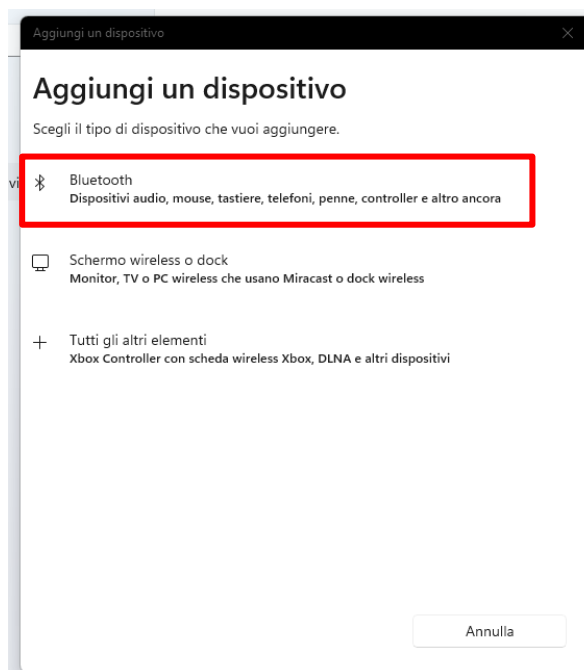 Aggiungi un dispositivo
Aggiungi un dispositivo
Scegli il tipo di dispositivo che vuoi aggiungere.
vi
Bluetooth
Dispositivi audio, mouse, tastiere, telefoni, penne, controller e altro ancora
Schermo wireless o dock
Monitor, TV o PC wireless che usano Miracast o dock wireless
Tutti gli altri elementi
Xbox Controller con scheda wireless Xbox, DLNA e altri dispositivi
Annulla